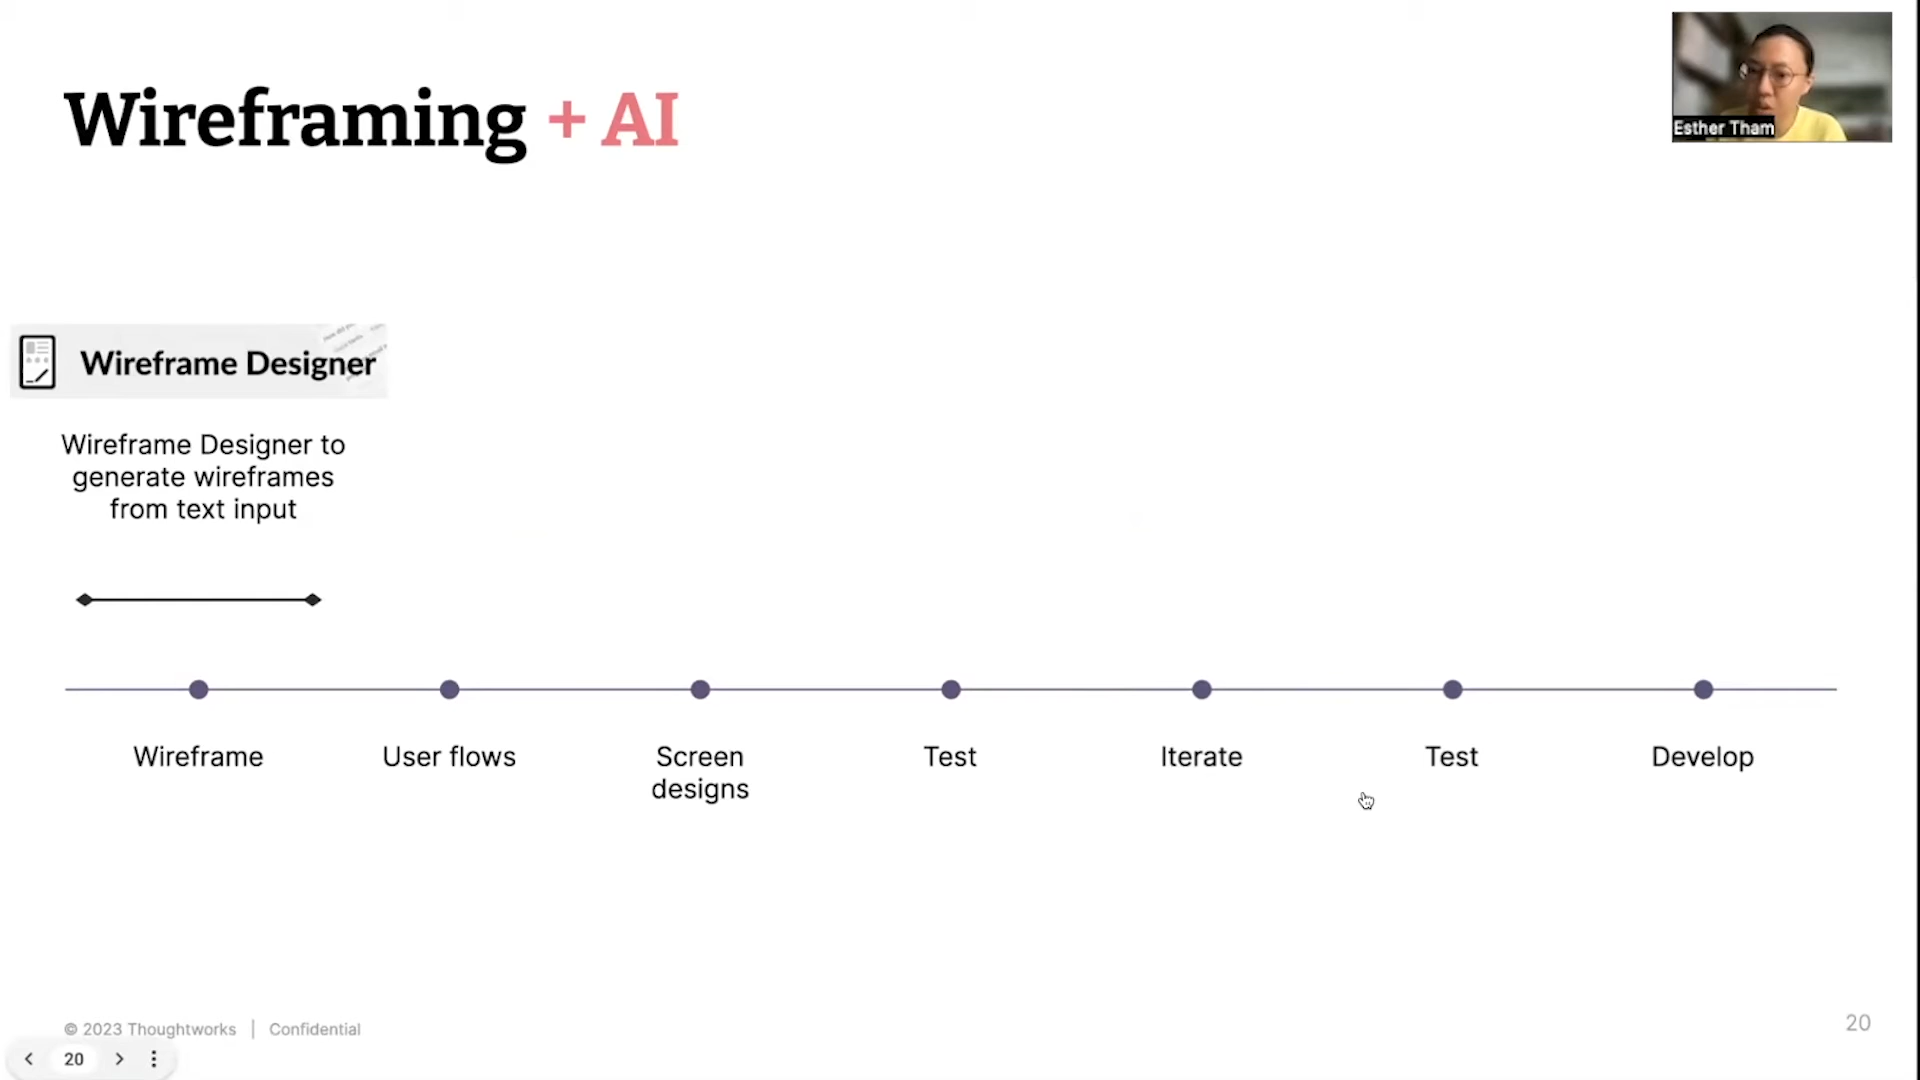 Wireframing + AI
Esther Tham
Wireframe Designer
Wireframe Designer to
generate wireframes
from text input
Wireframe
User flows
Screen
designs
Test
Iterate
Test
Develop
© 2023 Thoughtworks | Confidential
20
20